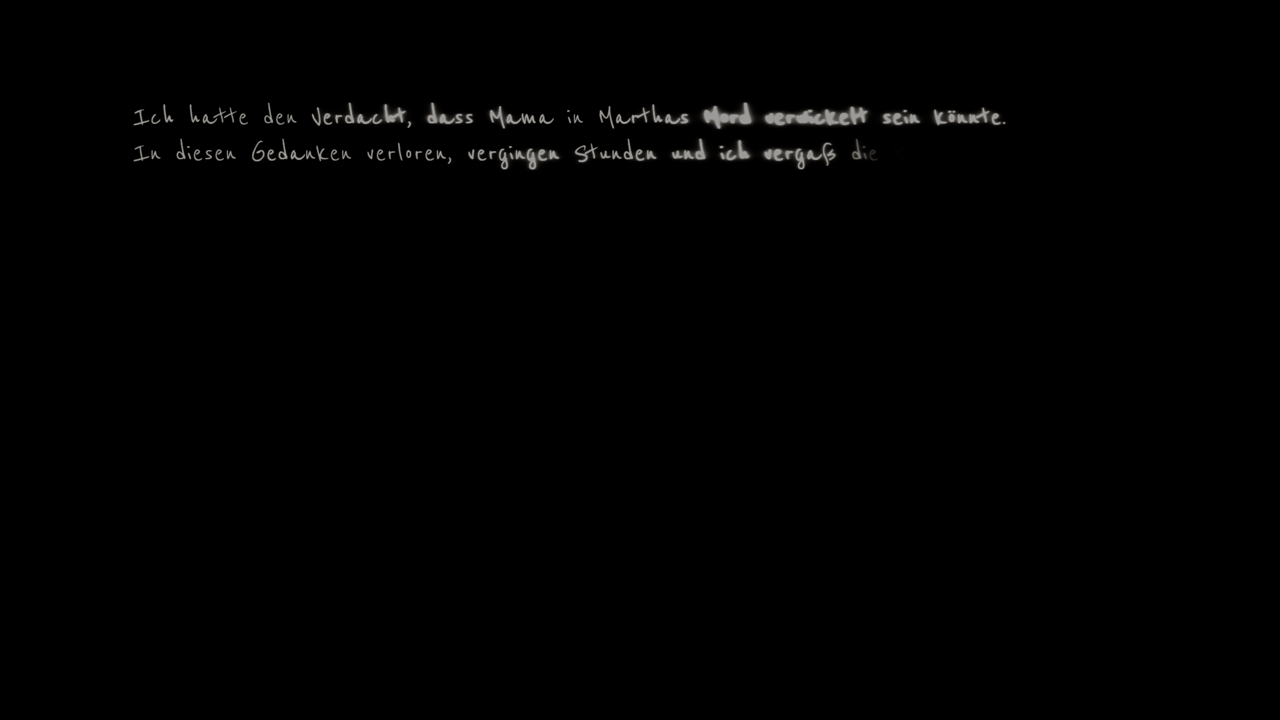 Ich hatte den Verdacht, dass Mama in Marthas Mord verwickelt sein könnte.
In diesen Gedanken verloren, vergingen Stunden und ich vergaß die